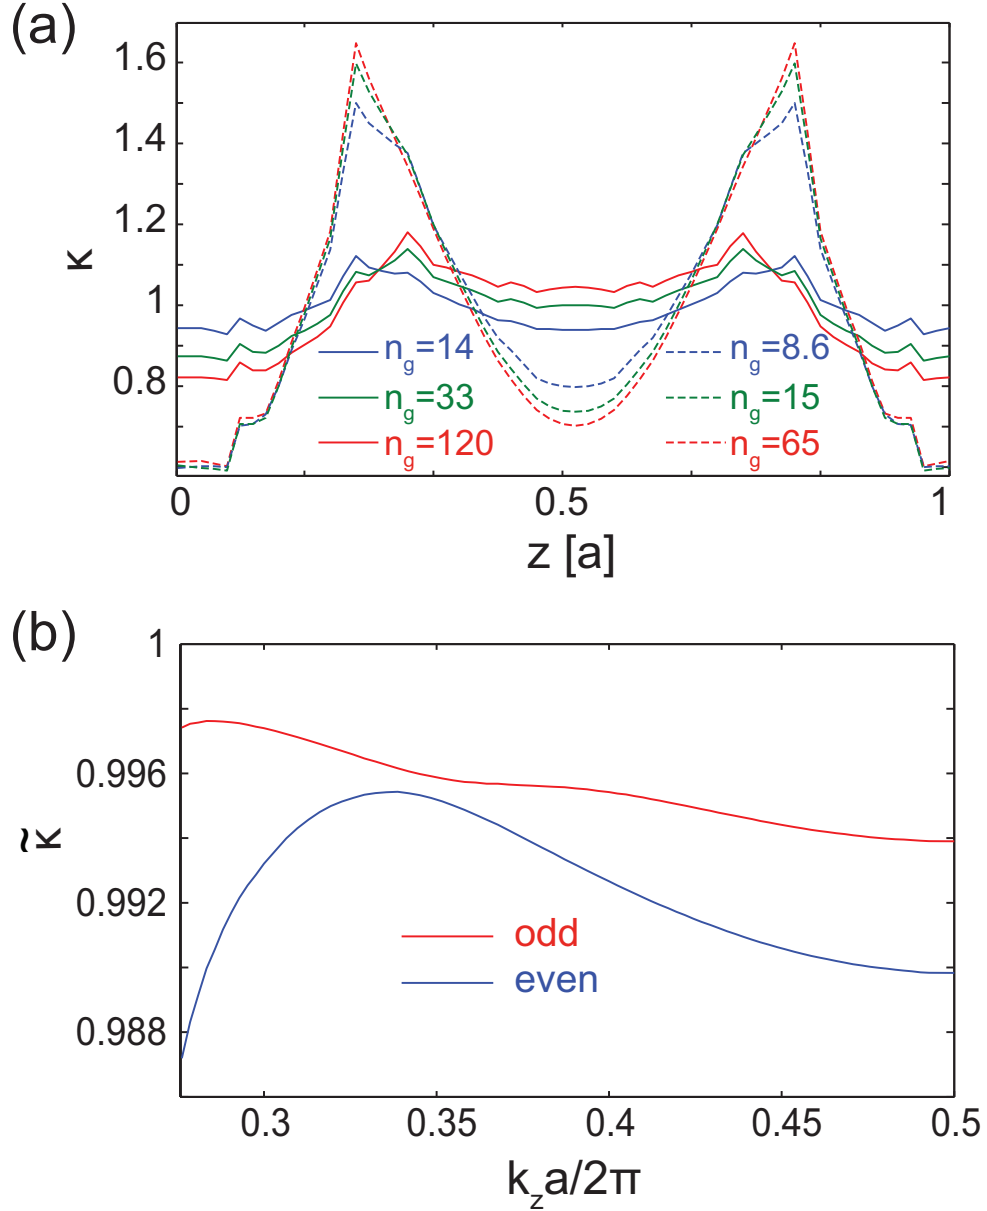 (a)
1.6
1.4
1.2
κ
1
0.8
n_g=14
n_g=8.6
n_g=33
n_g=15
n_g=120
n_g=65
0
0.5
1
z [a]
(b)
1
0.996
κ̃
0.992
odd
even
0.988
0.3
0.35
0.4
0.45
0.5
k_z a/2π